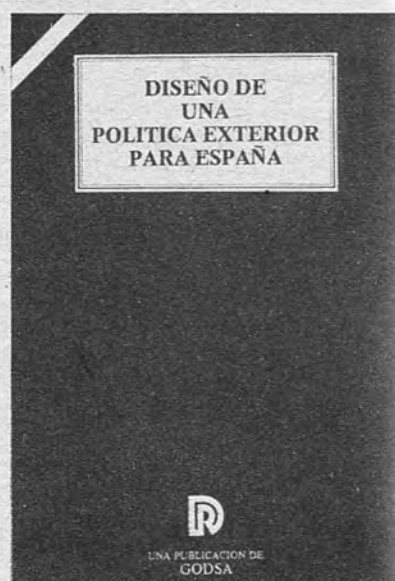 DISEÑO DE
UNA
POLITICA EXTERIOR
PARA ESPAÑA
UNA PUBLICACION DE
GODSA